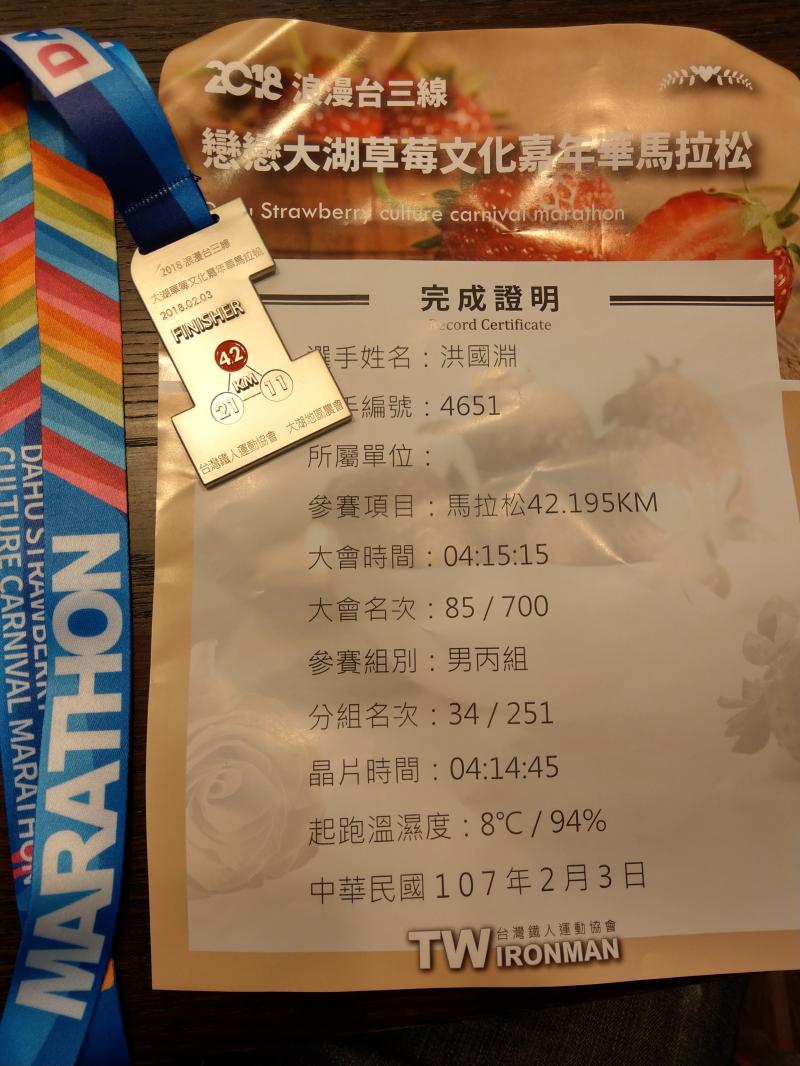 2018 浪漫台三線
戀戀大湖草莓文化嘉年華馬拉松
Strawberry culture carnival marathon
完成證明
Record Certificate
選手姓名：洪國淵
手編號：4651
所屬單位：
參賽項目：馬拉松42.195KM
大會時間：04:15:15
大會名次：85 / 700
參賽組別：男丙組
分組名次：34 / 251
晶片時間：04:14:45
起跑溫濕度：8℃ / 94%
中華民國107年2月3日
TW 台灣鐵人運動協會
IRONMAN
2018 浪漫台三線
大湖草莓文化嘉年華馬拉松
2018.02.03
FINISHER
42
KM
21
11
台灣鐵人運動協會 大湖地區農會
DA
DAHU STRAWBERR
CULTURE CARNIVAL MARATHON
MARATHON